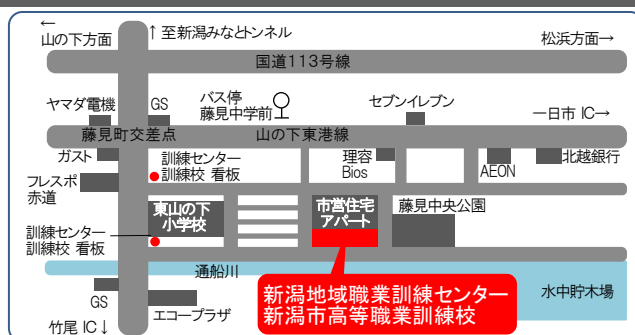 ←
山の下方面
↑至新潟みなとトンネル
松浜方面→
国道113号線
ヤマダ電機
GS
バス停
藤見中学前
セブンイレブン
一日市 IC→
藤見町交差点
山の下東港線
ガスト
訓練センター
訓練校 看板
理容
Bios
AEON
北越銀行
フレスポ
赤道
東山の下
小学校
市営住宅
アパート
藤見中央公園
訓練センター
訓練校 看板
通船川
GS
エコープラザ
竹尾 IC↓
新潟地域職業訓練センター
新潟市高等職業訓練校
水中貯木場